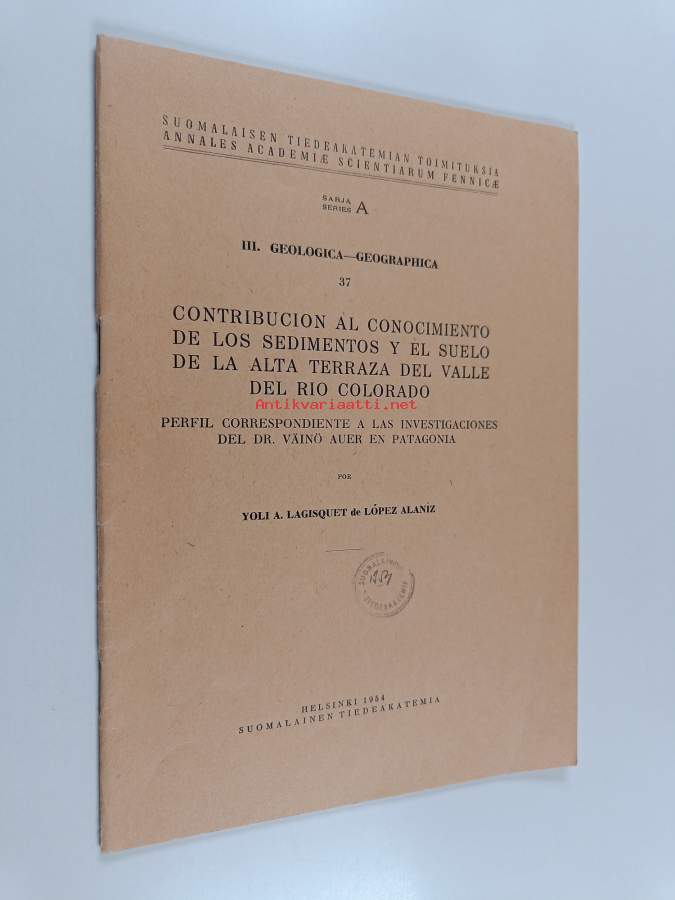 SUOMALAISEN TIEDEAKATEMIAN TOIMITUKSIA
ANNALES ACADEMIÆ SCIENTIARUM FENNICÆ
SARJA
SERIES A
III. GEOLOGICA—GEOGRAPHICA
37
CONTRIBUCION AL CONOCIMIENTO
DE LOS SEDIMENTOS Y EL SUELO
DE LA ALTA TERRAZA DEL VALLE
DEL RIO COLORADO
Antikvariaatti.net
PERFIL CORRESPONDIENTE A LAS INVESTIGACIONES
DEL DR. VÄINÖ AUER EN PATAGONIA
POR
YOLI A. LAGISQUET de LÓPEZ ALANÍZ
SUOMALAINEN
TIEDEAKATEMIA
HELSINKI 1954
SUOMALAINEN TIEDEAKATEMIA